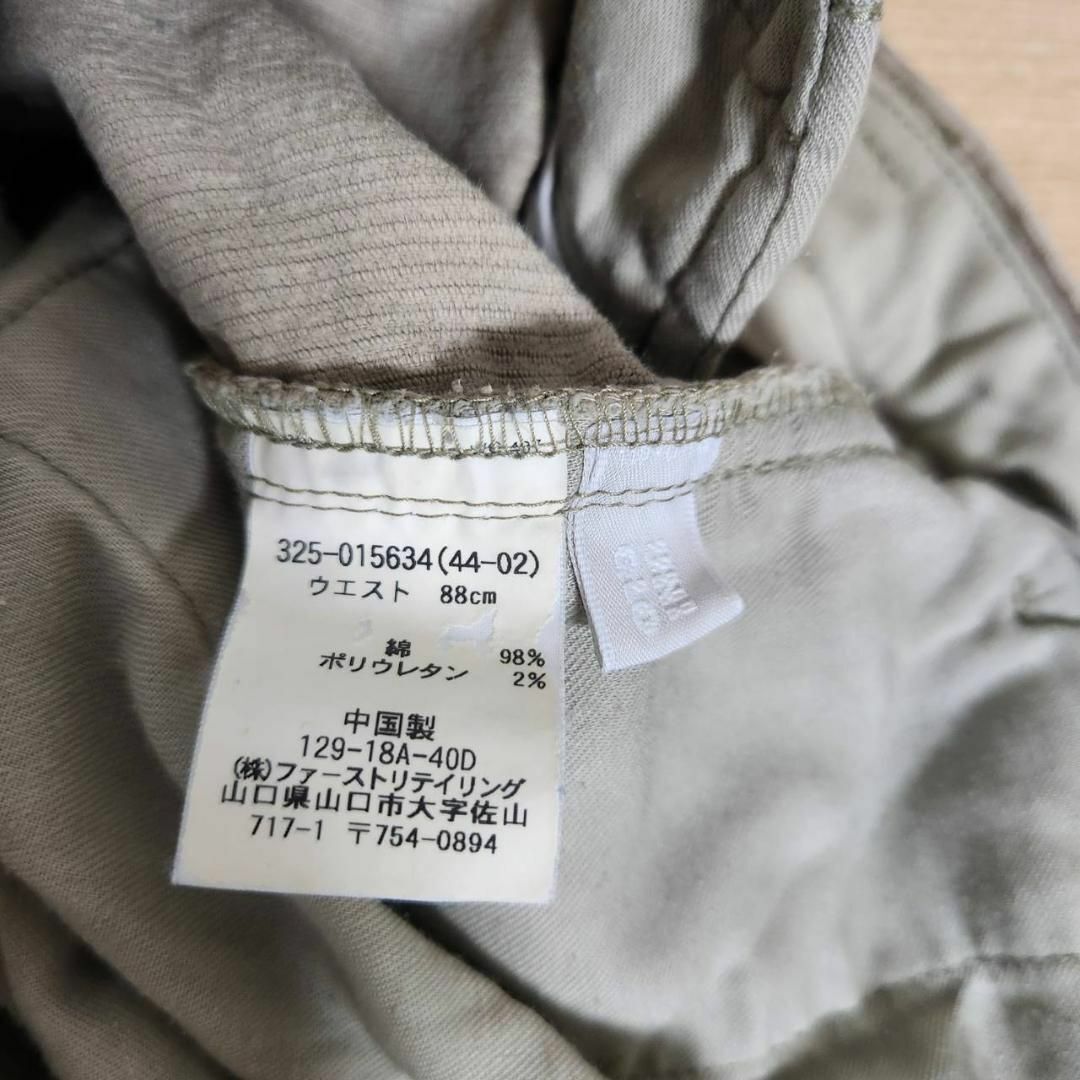 325-015634(44-02)
ウエスト 88cm
綿 98%
ポリウレタン 2%
中国製
129-18A-40D
(株)ファーストリテイリング
山口県山口市大字佐山
717-1 〒754-0894